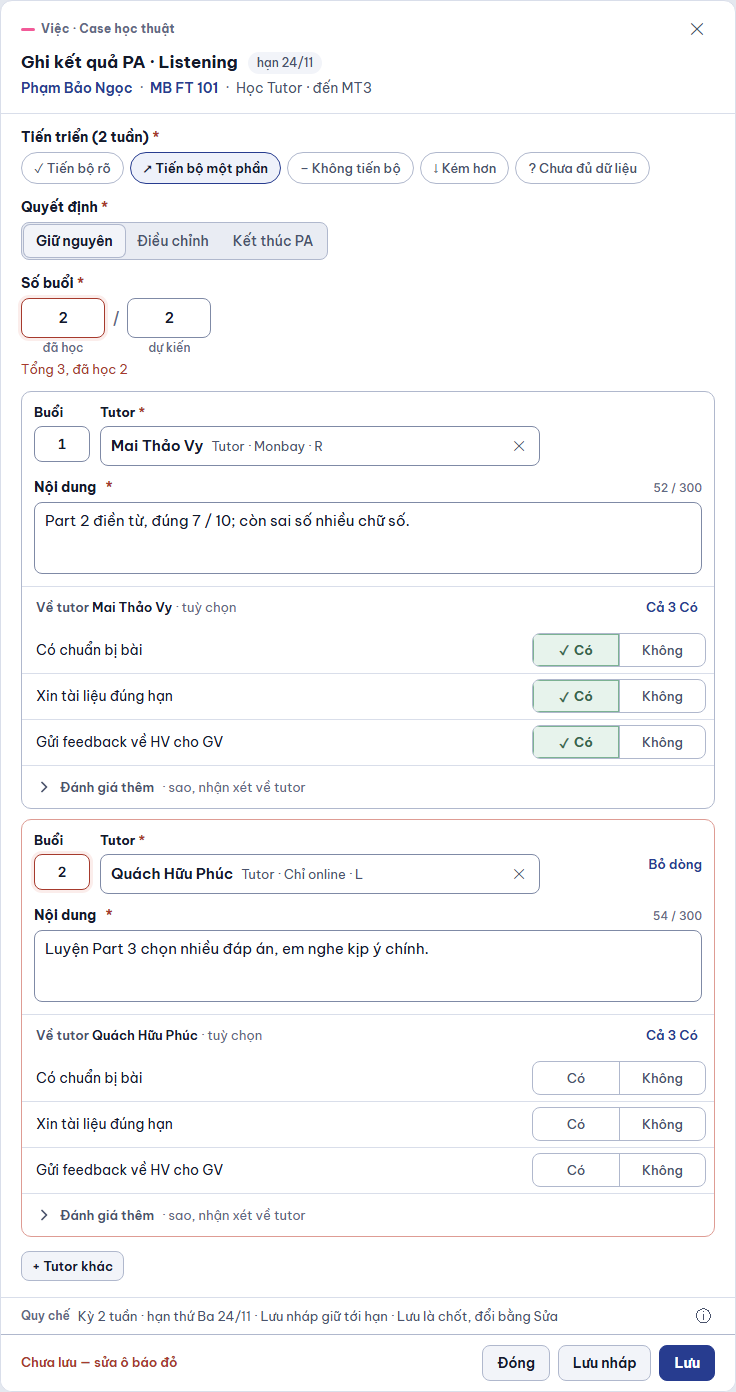 Việc · Case học thuật
Ghi kết quả PA · Listening hạn 24/11
Phạm Bảo Ngọc · MB FT 101 · Học Tutor · đến MT3
Tiến triển (2 tuần) *
✓ Tiến bộ rõ ↗ Tiến bộ một phần – Không tiến bộ ↓ Kém hơn ? Chưa đủ dữ liệu
Quyết định *
Giữ nguyên Điều chỉnh Kết thúc PA
Số buổi *
2 / 2
đã học dự kiến
Tổng 3, đã học 2
Buổi Tutor *
1 Mai Thảo Vy Tutor · Monbay · R
Nội dung * 52 / 300
Part 2 điền từ, đúng 7 / 10; còn sai số nhiều chữ số.
Về tutor Mai Thảo Vy · tuỳ chọn Cả 3 Có
Có chuẩn bị bài ✓ Có Không
Xin tài liệu đúng hạn ✓ Có Không
Gửi feedback về HV cho GV ✓ Có Không
Đánh giá thêm · sao, nhận xét về tutor
Buổi Tutor *
2 Quách Hữu Phúc Tutor · Chỉ online · L Bỏ dòng
Nội dung * 54 / 300
Luyện Part 3 chọn nhiều đáp án, em nghe kịp ý chính.
Về tutor Quách Hữu Phúc · tuỳ chọn Cả 3 Có
Có chuẩn bị bài Có Không
Xin tài liệu đúng hạn Có Không
Gửi feedback về HV cho GV Có Không
Đánh giá thêm · sao, nhận xét về tutor
+ Tutor khác
Quy chế Kỳ 2 tuần · hạn thứ Ba 24/11 · Lưu nháp giữ tới hạn · Lưu là chốt, đổi bằng Sửa
Chưa lưu — sửa ô báo đỏ Đóng Lưu nháp Lưu